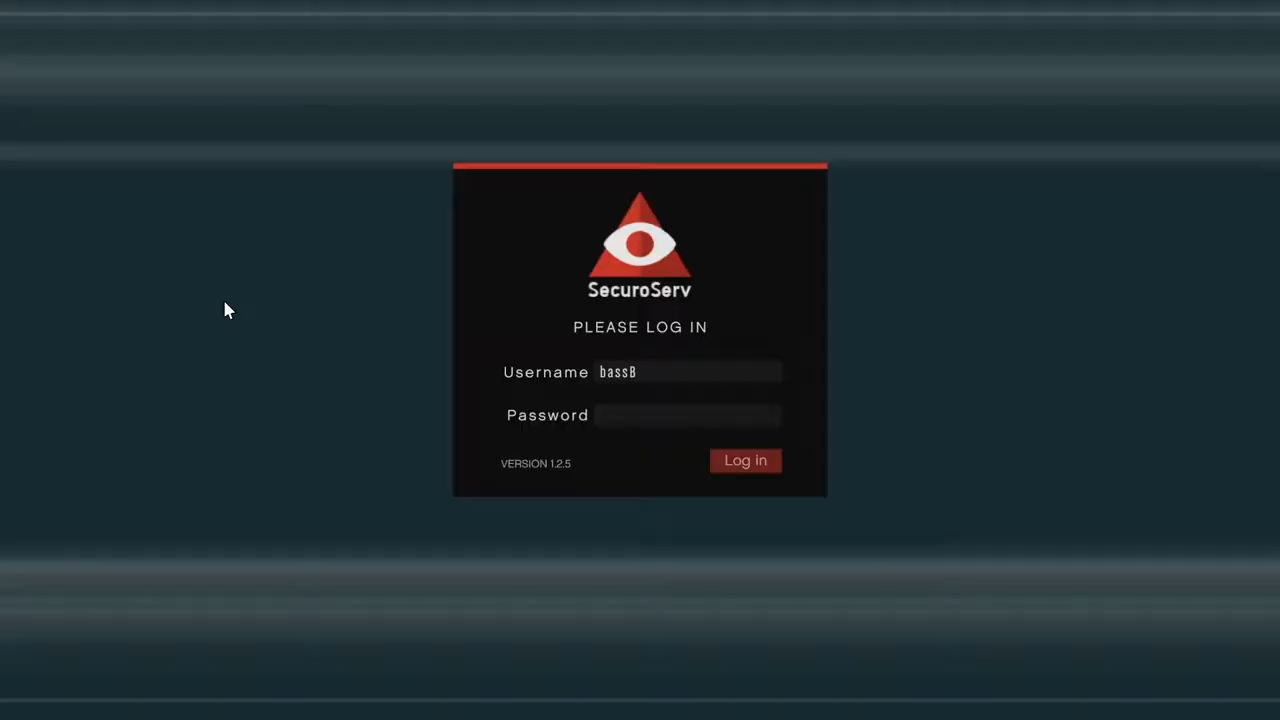 SecuroServ
PLEASE LOG IN
Username bassB
Password
VERSION 1.2.5 Log in